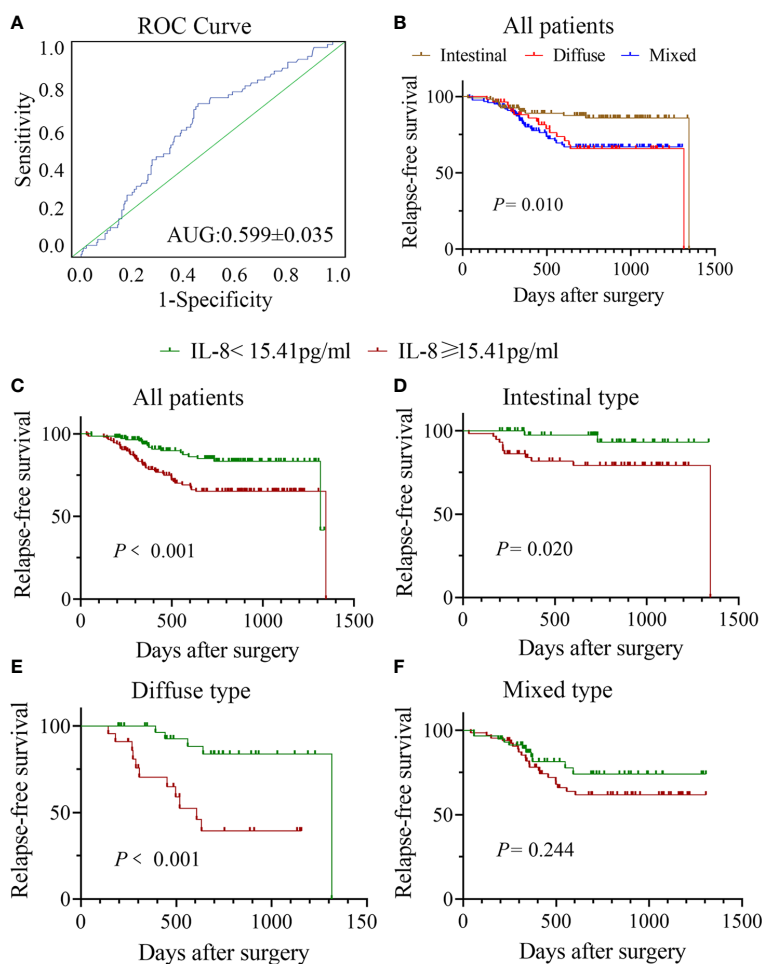 A
ROC Curve
Sensitivity
1.0
0.8
0.6
0.4
0.2
0.0
AUG:0.599±0.035
0.0 0.2 0.4 0.6 0.8 1.0
1-Specificity
B
All patients
Intestinal Diffuse Mixed
Relapse-free survival
100
50
0
P= 0.010
0 500 1000 1500
Days after surgery
IL-8< 15.41pg/ml IL-8≥15.41pg/ml
C
All patients
Relapse-free survival
100
50
0
P < 0.001
0 500 1000 1500
Days after surgery
D
Intestinal type
Relapse-free survival
100
50
0
P= 0.020
0 500 1000 1500
Days after surgery
E
Diffuse type
Relapse-free survival
100
50
0
P < 0.001
0 500 1000 150
Days after surgery
F
Mixed type
Relapse-free survival
100
50
0
P= 0.244
0 500 1000 1500
Days after surgery